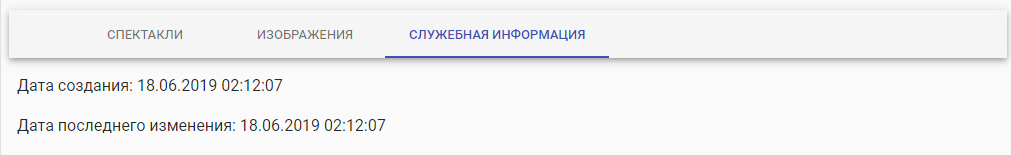 СПЕКТАКЛИ ИЗОБРАЖЕНИЯ СЛУЖЕБНАЯ ИНФОРМАЦИЯ
Дата создания: 18.06.2019 02:12:07
Дата последнего изменения: 18.06.2019 02:12:07